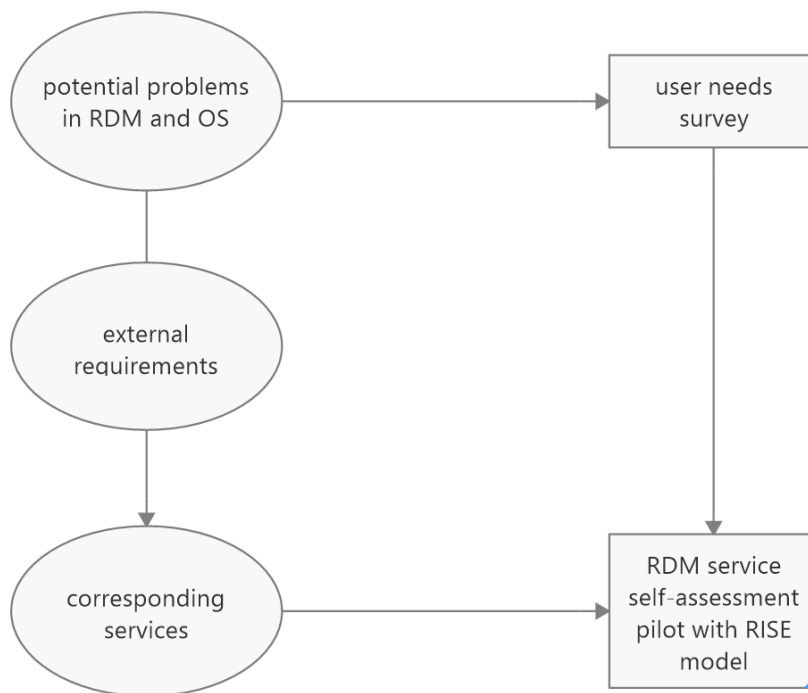 potential problems
in RDM and OS
user needs
survey
external
requirements
corresponding
services
RDM service
self-assessment
pilot with RISE
model